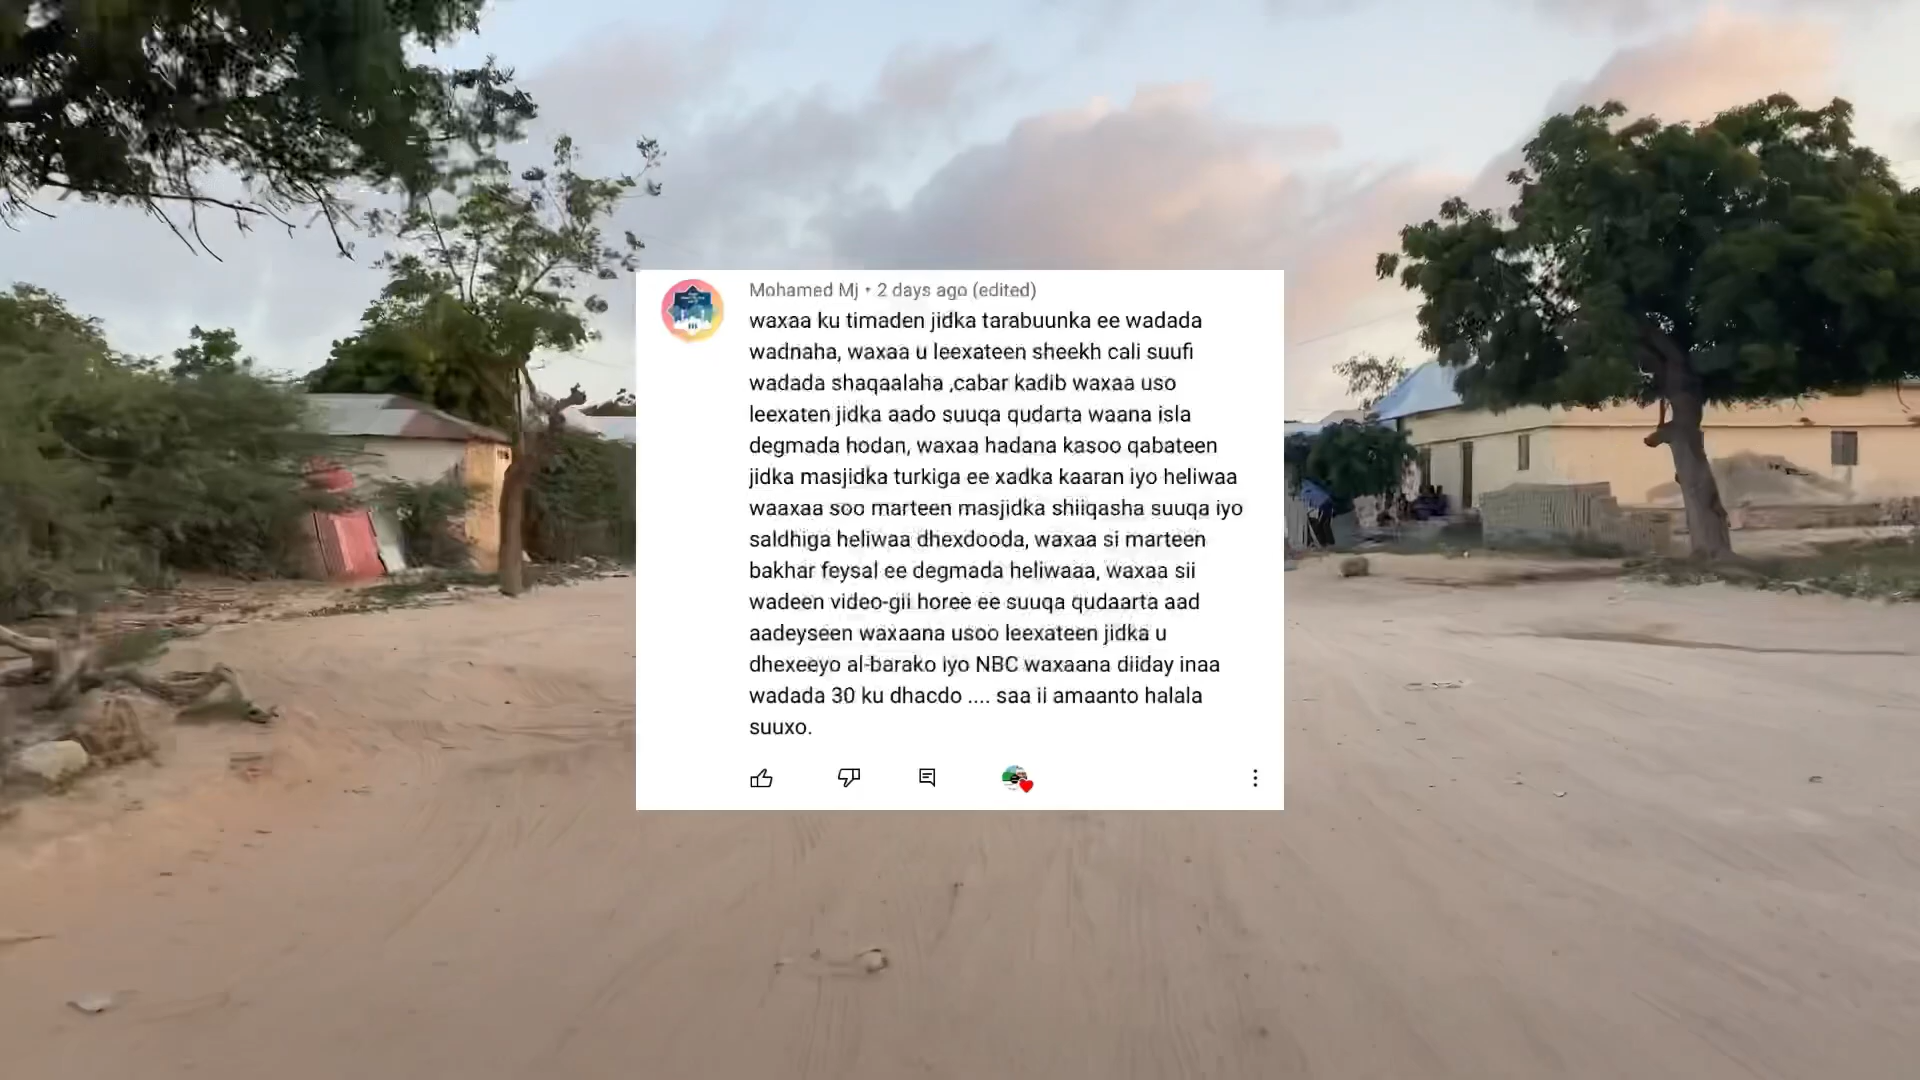 Mohamed Mj • 2 days ago (edited)
waxaa ku timaden jidka tarabuunka ee wadada
wadnaha, waxaa u leexateen sheekh cali suufi
wadada shaqaalaha ,cabar kadib waxaa uso
leexaten jidka aado suuqa qudarta waana isla
degmada hodan, waxaa hadana kasoo qabateen
jidka masjidka turkiga ee xadka kaaran iyo heliwaa
waaxaa soo marteen masjidka shiiqasha suuqa iyo
saldhiga heliwaa dhexdooda, waxaa si marteen
bakhar feysal ee degmada heliwaaa, waxaa sii
wadeen video-gii horee ee suuqa qudaarta aad
aadeyseen waxaana usoo leexateen jidka u
dhexeeyo al-barako iyo NBC waxaana diiday inaa
wadada 30 ku dhacdo .... saa ii amaanto halala
suuxo.